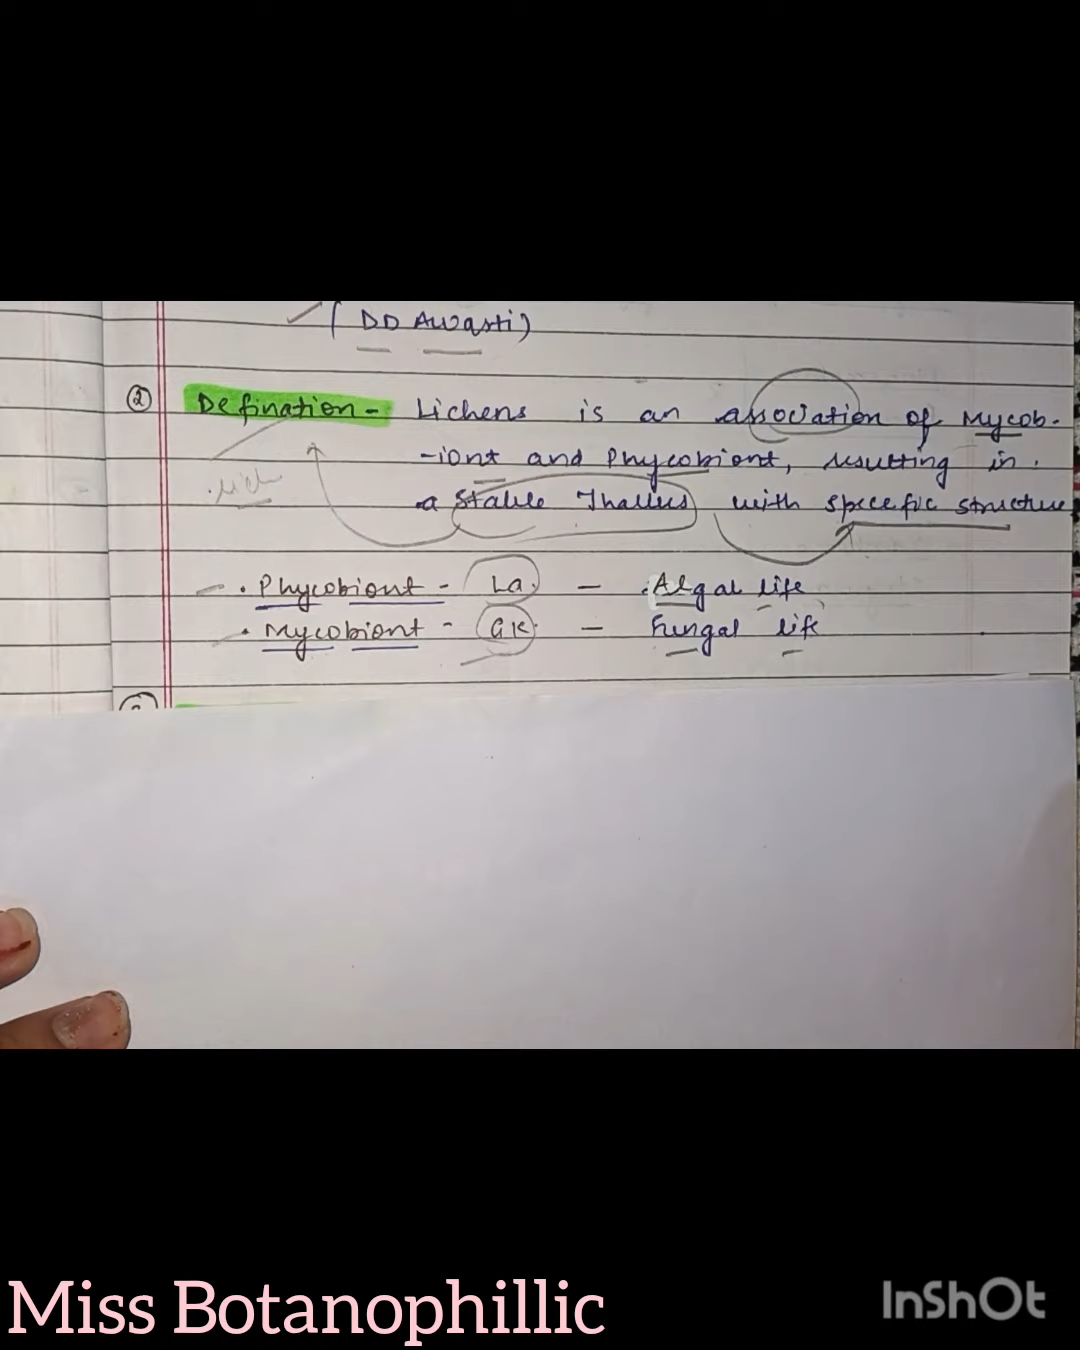 ( DD Awasti)
② Defination - Lichens is an association of Mycob-
-iont and Phycobiont, resulting in
a Stable Thallus with specefic structure
. Phycobiont - La. - Algal life
. Mycobiont - GK. - Fungal life
Miss Botanophillic
InShOt